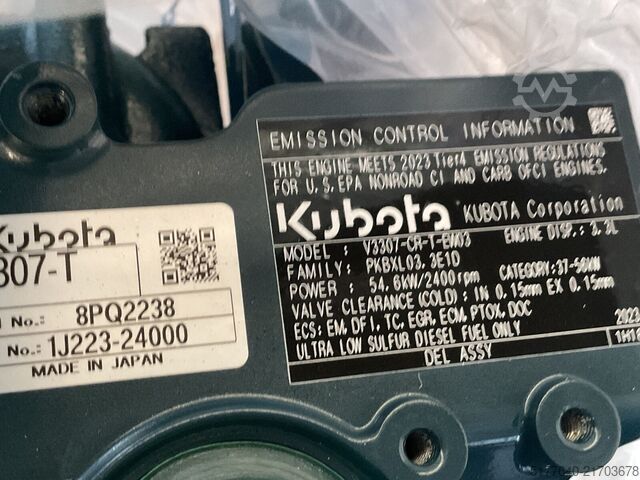 Kubota
307-T
No.: 8PQ2238
No.: 1J223-24000
MADE IN JAPAN
EMISSION CONTROL INFORMATION
THIS ENGINE MEETS 2023 Tier4 EMISSION REGULATIONS
FOR U.S. EPA NONROAD CI AND CARB OFCI ENGINES.
Kubota KUBOTA Corporation
MODEL : V3307-CR-T-EW03 ENGINE DISP.: 3.3L
FAMILY: PKBXL03.3E1D
POWER : 54.6kW/2400rpm CATEGORY: 37-56kW
VALVE CLEARANCE (COLD) : IN 0.15mm EX 0.15mm
ECS: EM, DFI, TC, EGR, ECM, PTOX, DOC
ULTRA LOW SULFUR DIESEL FUEL ONLY 2023
DEL ASSY
21703678